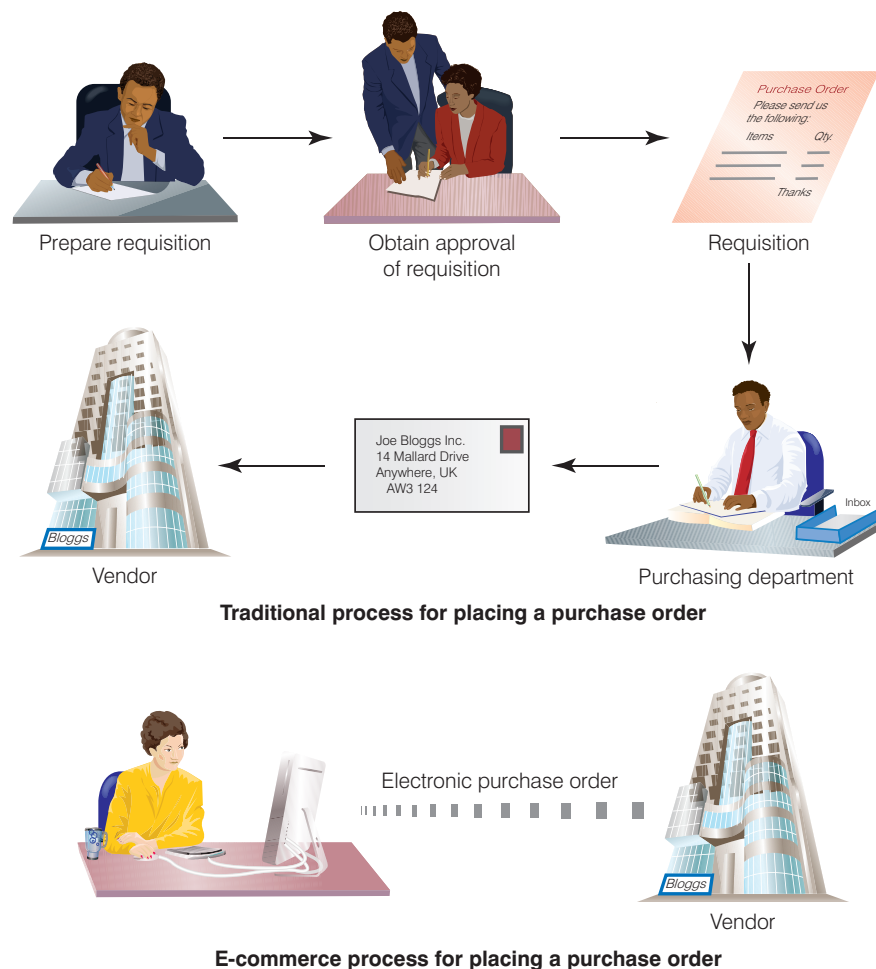 Purchase Order
Please send us
the following:
Items Qty.
Thanks
Prepare requisition
Obtain approval
of requisition
Requisition
Joe Bloggs Inc.
14 Mallard Drive
Anywhere, UK
AW3 124
Inbox
Bloggs
Vendor
Purchasing department
Traditional process for placing a purchase order
Electronic purchase order
Bloggs
Vendor
E-commerce process for placing a purchase order